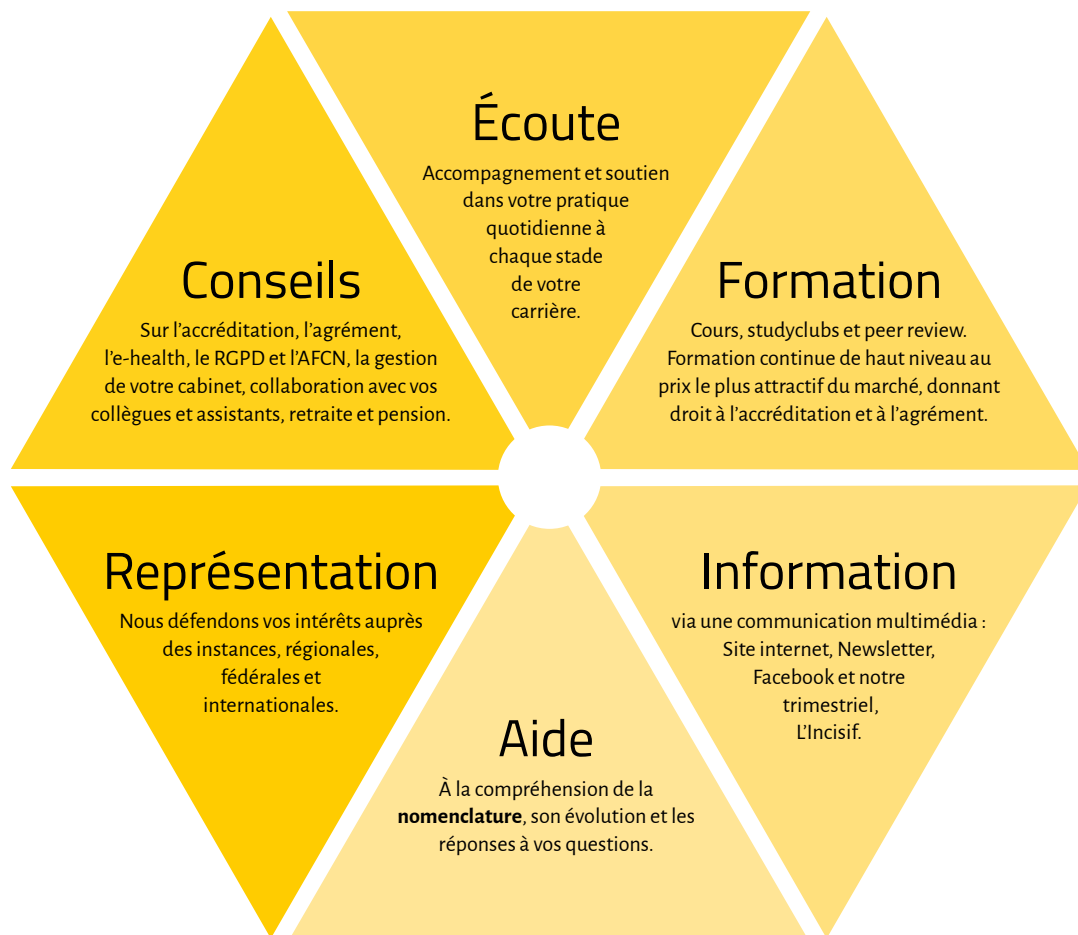 Écoute
Accompagnement et soutien
dans votre pratique
quotidienne à
chaque stade
de votre
carrière.
Conseils
Sur l’accréditation, l’agrément,
l’e-health, le RGPD et l’AFCN, la gestion
de votre cabinet, collaboration avec vos
collègues et assistants, retraite et pension.
Formation
Cours, studyclubs et peer review.
Formation continue de haut niveau au
prix le plus attractif du marché, donnant
droit à l’accréditation et à l’agrément.
Représentation
Nous défendons vos intérêts auprès
des instances, régionales,
fédérales et
internationales.
Information
via une communication multimédia :
Site internet, Newsletter,
Facebook et notre
trimestriel,
L’Incisif.
Aide
À la compréhension de la
nomenclature, son évolution et les
réponses à vos questions.